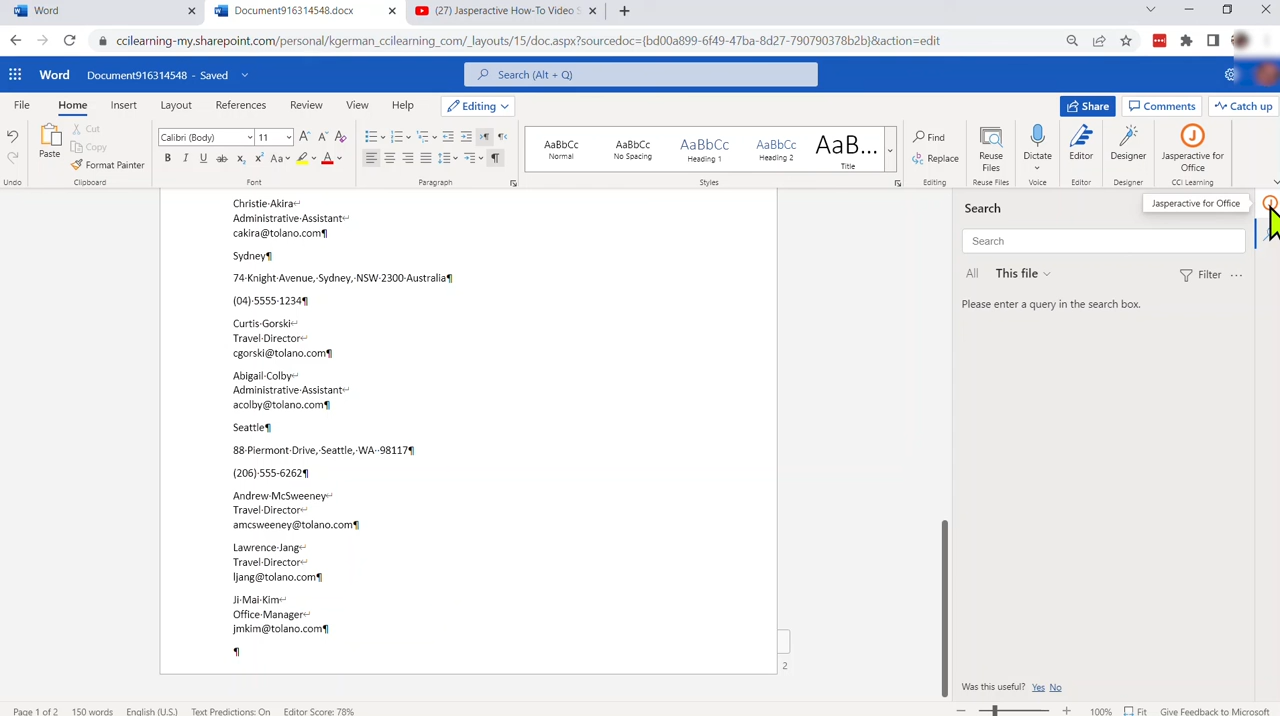 Word
Document916314548.docx
(27) Jasperactive How-To Video S
ccilearning-my.sharepoint.com/personal/kgerman_ccilearning_com/_layouts/15/doc.aspx?sourcedoc={bd00a899-6f49-47ba-8d27-790790378b2b}&action=edit
Word Document916314548 - Saved
Search (Alt + Q)
File Home Insert Layout References Review View Help Editing
Share Comments Catch up
Paste
Cut
Copy
Format Painter
Calibri (Body) 11
AaBbCc Normal
AaBbCc No Spacing
AaBbCc Heading 1
AaBbCc Heading 2
AaB... Title
Find
Replace
Reuse Files
Dictate
Editor
Designer
Jasperactive for Office
Undo Clipboard Font Paragraph Styles Editing Reuse Files Voice Editor Designer CCI Learning
Christie·Akira↵
Administrative·Assistant↵
cakira@tolano.com¶
Sydney¶
74·Knight·Avenue,·Sydney,·NSW·2300·Australia¶
(04)·5555·1234¶
Curtis·Gorski↵
Travel·Director↵
cgorski@tolano.com¶
Abigail·Colby↵
Administrative·Assistant↵
acolby@tolano.com¶
Seattle¶
88·Piermont·Drive,·Seattle,·WA··98117¶
(206)·555-6262¶
Andrew·McSweeney↵
Travel·Director↵
amcsweeney@tolano.com¶
Lawrence·Jang↵
Travel·Director↵
ljang@tolano.com¶
Ji·Mai·Kim↵
Office·Manager↵
jmkim@tolano.com¶
¶
2
Search
Jasperactive for Office
Search
All This file Filter ...
Please enter a query in the search box.
Was this useful? Yes No
Page 1 of 2 150 words English (U.S.) Text Predictions: On Editor Score: 78% 100% Fit Give Feedback to Microsoft